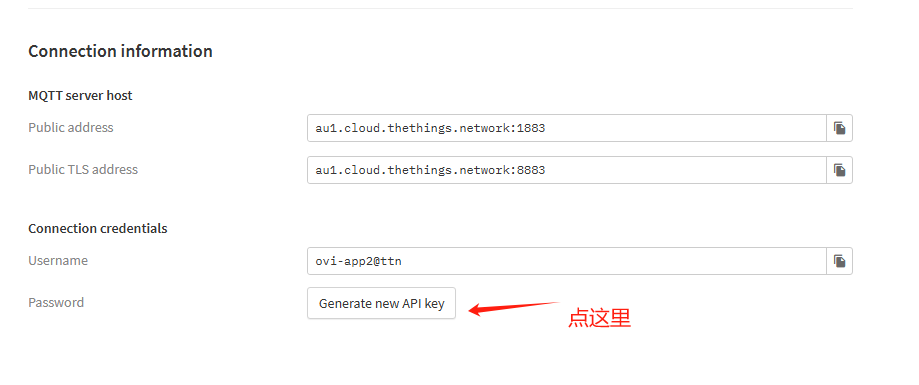 Connection information
MQTT server host
Public address
au1.cloud.thethings.network:1883
Public TLS address
au1.cloud.thethings.network:8883
Connection credentials
Username
ovi-app2@ttn
Password
Generate new API key
点这里